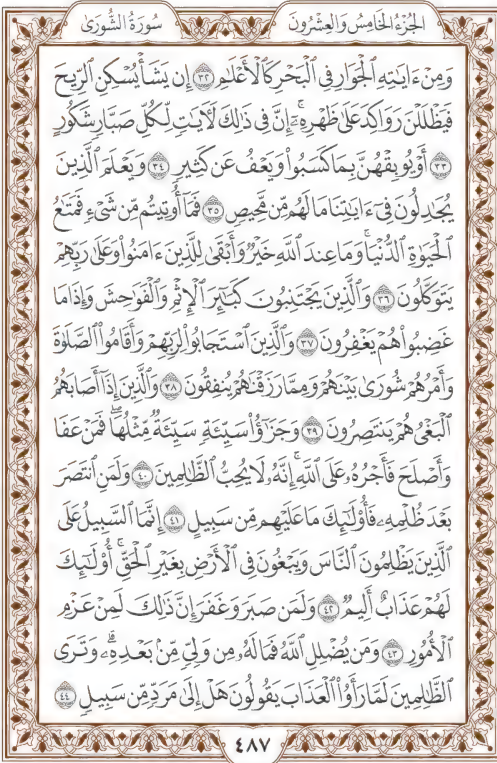 سُورَةُ الشُّورَىٰ
الجُزْءُ الخَامِسُ وَالعِشْرُونَ
وَمِنْ ءَايَـٰتِهِ ٱلْجَوَارِ فِى ٱلْبَحْرِ كَٱلْأَعْلَـٰمِ ٣٢ إِن يَشَأْ يُسْكِنِ ٱلرِّيحَ
فَيَظْلَلْنَ رَوَاكِدَ عَلَىٰ ظَهْرِهِۦٓ ۚ إِنَّ فِى ذَٰلِكَ لَـَٔايَـٰتٍ لِّكُلِّ صَبَّارٍ شَكُورٍ
٣٣ أَوْ يُوبِقْهُنَّ بِمَا كَسَبُوا۟ وَيَعْفُ عَن كَثِيرٍ ٣٤ وَيَعْلَمَ ٱلَّذِينَ
يُجَـٰدِلُونَ فِىٓ ءَايَـٰتِنَا مَا لَهُم مِّن مَّحِيصٍ ٣٥ فَمَآ أُوتِيتُم مِّن شَىْءٍ فَمَتَـٰعُ
ٱلْحَيَوٰةِ ٱلدُّنْيَا ۖ وَمَا عِندَ ٱللَّهِ خَيْرٌ وَأَبْقَىٰ لِلَّذِينَ ءَامَنُوا۟ وَعَلَىٰ رَبِّهِمْ
يَتَوَكَّلُونَ ٣٦ وَٱلَّذِينَ يَجْتَنِبُونَ كَبَـٰٓئِرَ ٱلْإِثْمِ وَٱلْفَوَٰحِشَ وَإِذَا مَا
غَضِبُوا۟ هُمْ يَغْفِرُونَ ٣٧ وَٱلَّذِينَ ٱسْتَجَابُوا۟ لِرَبِّهِمْ وَأَقَامُوا۟ ٱلصَّلَوٰةَ
وَأَمْرُهُمْ شُورَىٰ بَيْنَهُمْ وَمِمَّا رَزَقْنَـٰهُمْ يُنفِقُونَ ٣٨ وَٱلَّذِينَ إِذَآ أَصَابَهُمُ
ٱلْبَغْىُ هُمْ يَنتَصِرُونَ ٣٩ وَجَزَٰٓؤُا۟ سَيِّئَةٍ سَيِّئَةٌ مِّثْلُهَا ۖ فَمَنْ عَفَا
وَأَصْلَحَ فَأَجْرُهُۥ عَلَى ٱللَّهِ ۚ إِنَّهُۥ لَا يُحِبُّ ٱلظَّـٰلِمِينَ ٤٠ وَلَمَنِ ٱنتَصَرَ
بَعْدَ ظُلْمِهِۦ فَأُو۟لَـٰٓئِكَ مَا عَلَيْهِم مِّن سَبِيلٍ ٤١ إِنَّمَا ٱلسَّبِيلُ عَلَى
ٱلَّذِينَ يَظْلِمُونَ ٱلنَّاسَ وَيَبْغُونَ فِى ٱلْأَرْضِ بِغَيْرِ ٱلْحَقِّ ۚ أُو۟لَـٰٓئِكَ
لَهُمْ عَذَابٌ أَلِيمٌ ٤٢ وَلَمَن صَبَرَ وَغَفَرَ إِنَّ ذَٰلِكَ لَمِنْ عَزْمِ
ٱلْأُمُورِ ٤٣ وَمَن يُضْلِلِ ٱللَّهُ فَمَا لَهُۥ مِن وَلِىٍّ مِّنۢ بَعْدِهِۦ ۗ وَتَرَى
ٱلظَّـٰلِمِينَ لَمَّا رَأَوُا۟ ٱلْعَذَابَ يَقُولُونَ هَلْ إِلَىٰ مَرَدٍّ مِّن سَبِيلٍ ٤٤
٤٨٧